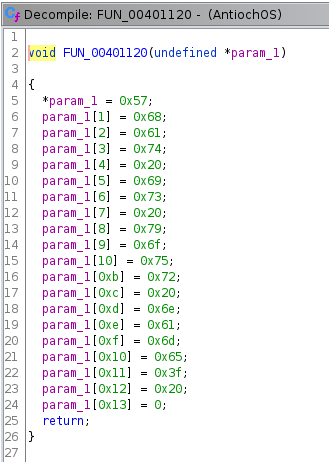 Decompile: FUN_00401120 - (AntiochOS)
1
2 void FUN_00401120(undefined *param_1)
3
4 {
5 *param_1 = 0x57;
6 param_1[1] = 0x68;
7 param_1[2] = 0x61;
8 param_1[3] = 0x74;
9 param_1[4] = 0x20;
10 param_1[5] = 0x69;
11 param_1[6] = 0x73;
12 param_1[7] = 0x20;
13 param_1[8] = 0x79;
14 param_1[9] = 0x6f;
15 param_1[10] = 0x75;
16 param_1[0xb] = 0x72;
17 param_1[0xc] = 0x20;
18 param_1[0xd] = 0x6e;
19 param_1[0xe] = 0x61;
20 param_1[0xf] = 0x6d;
21 param_1[0x10] = 0x65;
22 param_1[0x11] = 0x3f;
23 param_1[0x12] = 0x20;
24 param_1[0x13] = 0;
25 return;
26 }
27